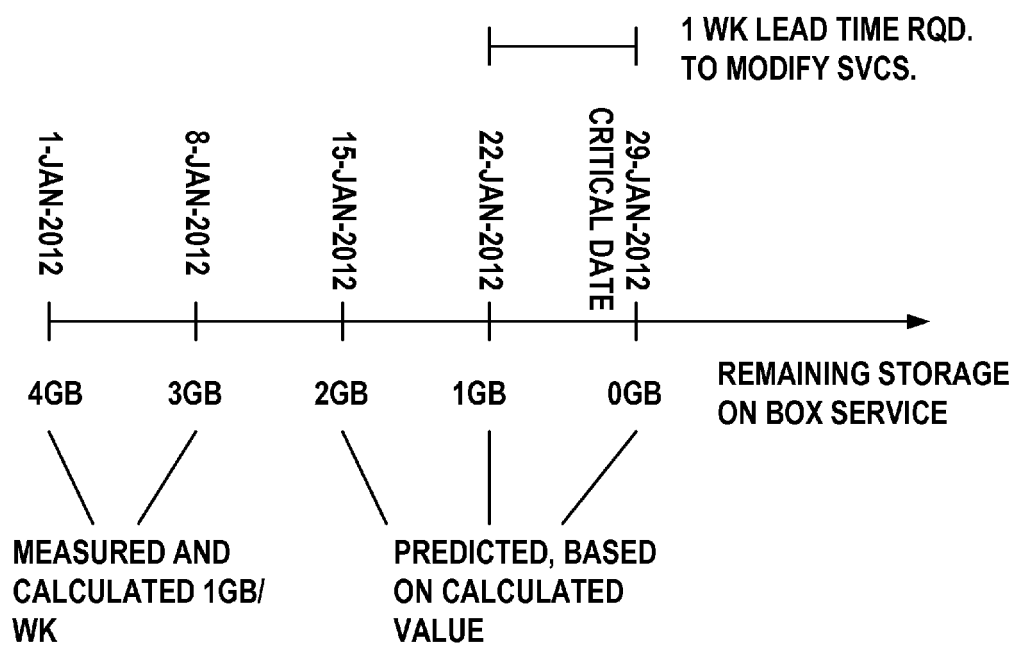 1 WK LEAD TIME RQD.
TO MODIFY SVCS.
1-JAN-2012
8-JAN-2012
15-JAN-2012
22-JAN-2012
29-JAN-2012
CRITICAL DATE
4GB
3GB
2GB
1GB
0GB
REMAINING STORAGE
ON BOX SERVICE
MEASURED AND
CALCULATED 1GB/
WK
PREDICTED, BASED
ON CALCULATED
VALUE